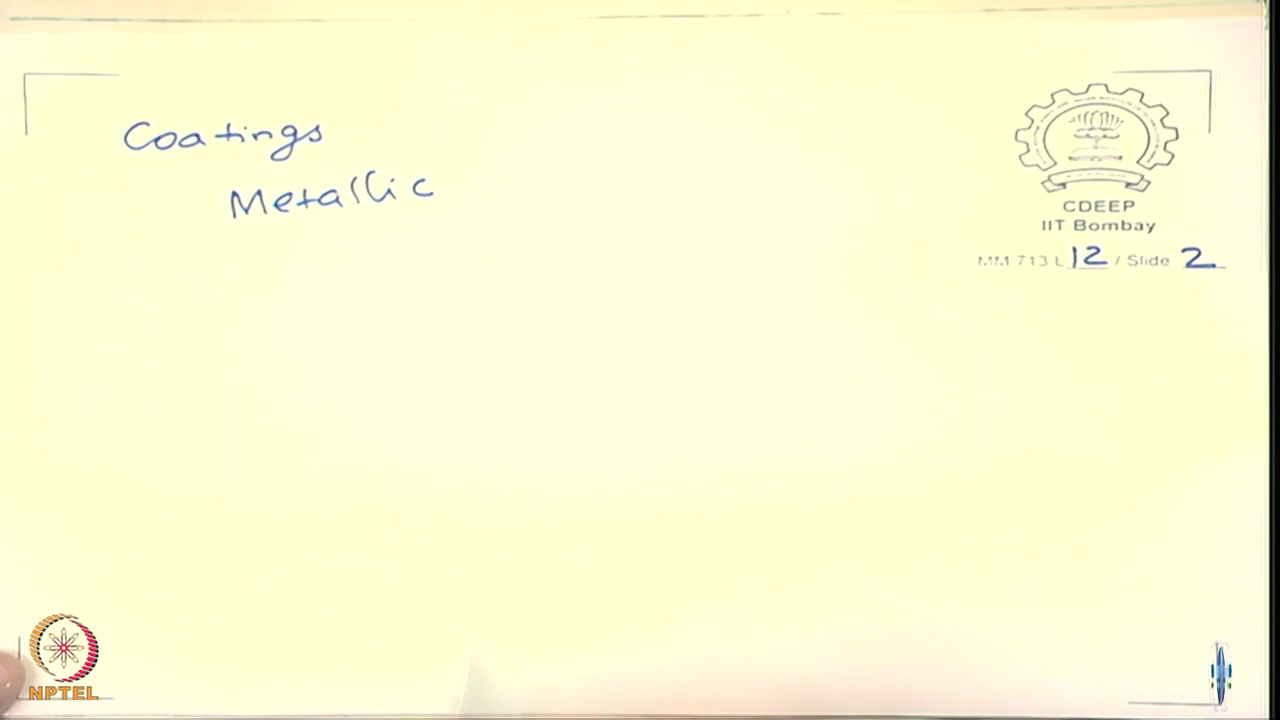 Coatings
Metallic
CDEEP
IIT Bombay
MM 713 L 12 / Slide 2
NPTEL